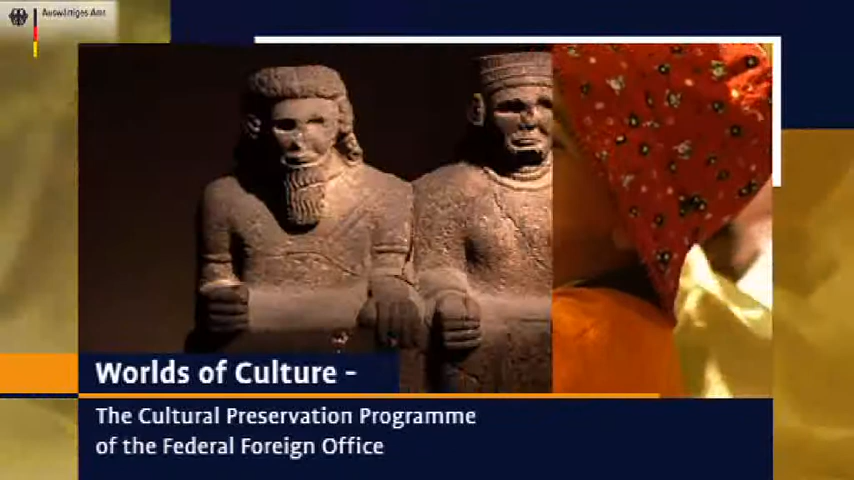 Auswärtiges Amt
Worlds of Culture -
The Cultural Preservation Programme
of the Federal Foreign Office